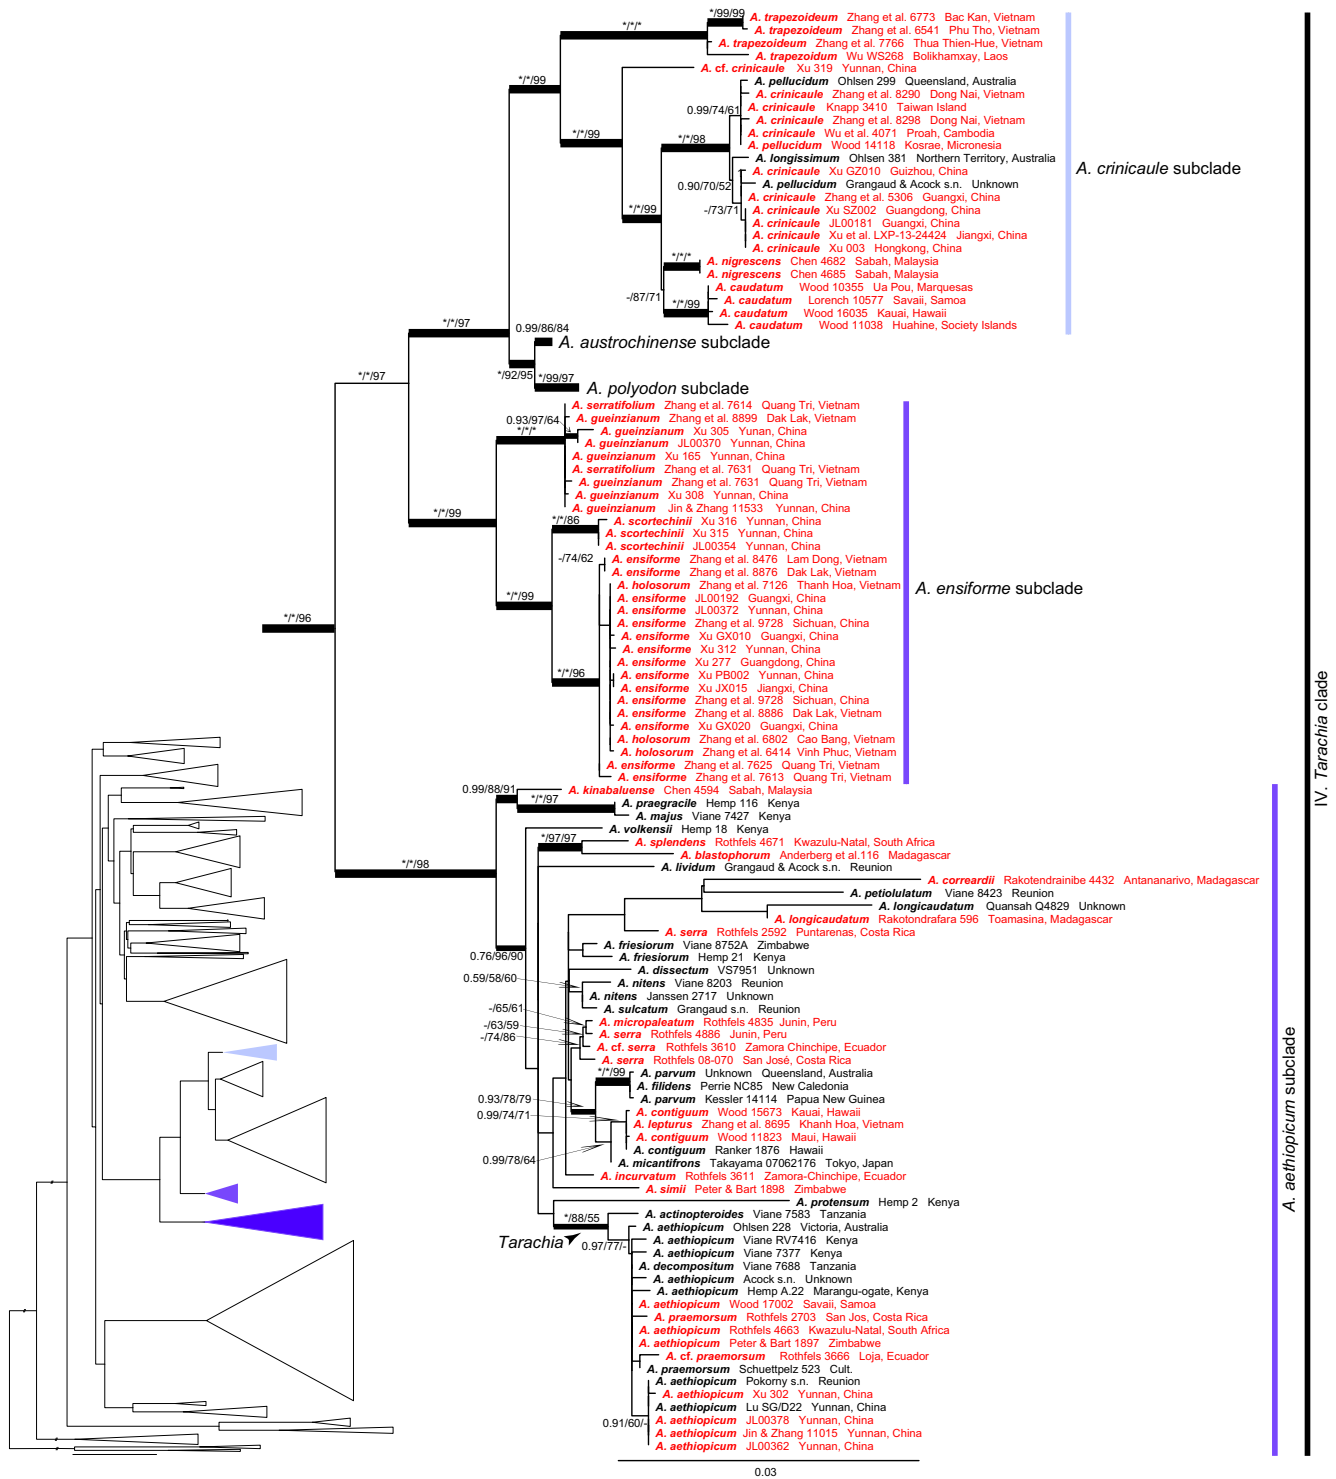 */99/99
A. trapezoideum Zhang et al. 6773 Bac Kan, Vietnam
A. trapezoideum Zhang et al. 6541 Phu Tho, Vietnam
*/*/*
A. trapezoideum Zhang et al. 7766 Thua Thien-Hue, Vietnam
A. trapezoidum Wu WS268 Bolikhamxay, Laos
A. cf. crinicaule Xu 319 Yunnan, China
*/*/99
A. pellucidum Ohlsen 299 Queensland, Australia
A. crinicaule Zhang et al. 8290 Dong Nai, Vietnam
A. crinicaule Knapp 3410 Taiwan Island
0.99/74/61
A. crinicaule Zhang et al. 8298 Dong Nai, Vietnam
A. crinicaule Wu et al. 4071 Proah, Cambodia
*/*/99
*/*/98
A. pellucidum Wood 14118 Kosrae, Micronesia
A. longissimum Ohlsen 381 Northern Territory, Australia
A. crinicaule subclade
A. crinicaule Xu GZ010 Guizhou, China
0.90/70/52
A. pellucidum Grangaud & Acock s.n. Unknown
A. crinicaule Zhang et al. 5306 Guangxi, China
-/73/71
A. crinicaule Xu SZ002 Guangdong, China
*/*/99
A. crinicaule JL00181 Guangxi, China
A. crinicaule Xu et al. LXP-13-24424 Jiangxi, China
A. crinicaule Xu 003 Hongkong, China
*/*/*
A. nigrescens Chen 4682 Sabah, Malaysia
A. nigrescens Chen 4685 Sabah, Malaysia
A. caudatum Wood 10355 Ua Pou, Marquesas
-/87/71
*/*/99
A. caudatum Lorench 10577 Savaii, Samoa
A. caudatum Wood 16035 Kauai, Hawaii
A. caudatum Wood 11038 Huahine, Society Islands
*/*/97
0.99/86/84
A. austrochinense subclade
*/92/95
*/99/97
*/*/97
A. polyodon subclade
A. serratifolium Zhang et al. 7614 Quang Tri, Vietnam
A. gueinzianum Zhang et al. 8899 Dak Lak, Vietnam
0.93/97/64
*/*/*
A. gueinzianum Xu 305 Yunan, China
A. gueinzianum JL00370 Yunnan, China
A. gueinzianum Xu 165 Yunnan, China
A. serratifolium Zhang et al. 7631 Quang Tri, Vietnam
A. gueinzianum Zhang et al. 7631 Quang Tri, Vietnam
A. gueinzianum Xu 308 Yunnan, China
A. gueinzianum Jin & Zhang 11533 Yunnan, China
*/*/99
*/*/86
A. scortechinii Xu 316 Yunnan, China
A. scortechinii Xu 315 Yunnan, China
A. scortechinii JL00354 Yunnan, China
-/74/62
A. ensiforme Zhang et al. 8476 Lam Dong, Vietnam
A. ensiforme Zhang et al. 8876 Dak Lak, Vietnam
A. holosorum Zhang et al. 7126 Thanh Hoa, Vietnam
A. ensiforme subclade
*/*/99
A. ensiforme JL00192 Guangxi, China
A. ensiforme JL00372 Yunnan, China
A. ensiforme Zhang et al. 9728 Sichuan, China
*/*/96
A. ensiforme Xu GX010 Guangxi, China
A. ensiforme Xu 312 Yunnan, China
A. ensiforme Xu 277 Guangdong, China
*/*/96
A. ensiforme Xu PB002 Yunnan, China
A. ensiforme Xu JX015 Jiangxi, China
A. ensiforme Zhang et al. 9728 Sichuan, China
A. ensiforme Zhang et al. 8886 Dak Lak, Vietnam
A. ensiforme Xu GX020 Guangxi, China
A. holosorum Zhang et al. 6802 Cao Bang, Vietnam
A. holosorum Zhang et al. 6414 Vinh Phuc, Vietnam
A. ensiforme Zhang et al. 7625 Quang Tri, Vietnam
A. ensiforme Zhang et al. 7613 Quang Tri, Vietnam
IV. Tarachia clade
0.99/88/91
A. kinabaluense Chen 4594 Sabah, Malaysia
*/*/97
A. praegracile Hemp 116 Kenya
A. majus Viane 7427 Kenya
A. volkensii Hemp 18 Kenya
*/97/97
A. splendens Rothfels 4671 Kwazulu-Natal, South Africa
A. blastophorum Anderberg et al.116 Madagascar
*/*/98
A. lividum Grangaud & Acock s.n. Reunion
A. correardii Rakotondrainibe 4432 Antananarivo, Madagascar
A. petiolulatum Viane 8423 Reunion
A. longicaudatum Quansah Q4829 Unknown
A. longicaudatum Rakotondrafara 596 Toamasina, Madagascar
A. serra Rothfels 2592 Puntarenas, Costa Rica
A. friesiorum Viane 8752A Zimbabwe
0.76/96/90
A. friesiorum Hemp 21 Kenya
A. dissectum VS7951 Unknown
0.59/58/60
A. nitens Viane 8203 Reunion
A. nitens Janssen 2717 Unknown
-/65/61
A. sulcatum Grangaud s.n. Reunion
-/63/59
A. micropaleatum Rothfels 4835 Junin, Peru
A. serra Rothfels 4886 Junin, Peru
-/74/86
A. cf. serra Rothfels 3610 Zamora Chinchipe, Ecuador
A. serra Rothfels 08-070 San José, Costa Rica
*/*/99
A. parvum Unknown Queensland, Australia
A. filidens Perrie NC85 New Caledonia
0.93/78/79
A. parvum Kessler 14114 Papua New Guinea
0.99/74/71
A. contiguum Wood 15673 Kauai, Hawaii
A. lepturus Zhang et al. 8695 Khanh Hoa, Vietnam
A. contiguum Wood 11823 Maui, Hawaii
A. contiguum Ranker 1876 Hawaii
0.99/78/64
A. micantifrons Takayama 07062176 Tokyo, Japan
A. aethiopicum subclade
A. incurvatum Rothfels 3611 Zamora-Chinchipe, Ecuador
A. simii Peter & Bart 1898 Zimbabwe
A. protensum Hemp 2 Kenya
*/88/55
A. actinopteroides Viane 7583 Tanzania
A. aethiopicum Ohlsen 228 Victoria, Australia
Tarachia
0.97/77/-
A. aethiopicum Viane RV7416 Kenya
A. aethiopicum Viane 7377 Kenya
A. decompositum Viane 7688 Tanzania
A. aethiopicum Acock s.n. Unknown
A. aethiopicum Hemp A.22 Marangu-ogate, Kenya
A. aethiopicum Wood 17002 Savaii, Samoa
A. praemorsum Rothfels 2703 San Jos, Costa Rica
A. aethiopicum Rothfels 4663 Kwazulu-Natal, South Africa
A. aethiopicum Peter & Bart 1897 Zimbabwe
A. cf. praemorsum Rothfels 3666 Loja, Ecuador
A. praemorsum Schuettpelz 523 Cult.
A. aethiopicum Pokorny s.n. Reunion
A. aethiopicum Xu 302 Yunnan, China
A. aethiopicum Lu SG/D22 Yunnan, China
0.91/60/-
A. aethiopicum JL00378 Yunnan, China
A. aethiopicum Jin & Zhang 11015 Yunnan, China
A. aethiopicum JL00362 Yunnan, China
0.03